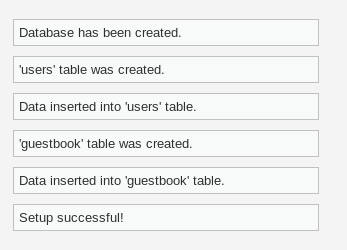 Database has been created.
'users' table was created.
Data inserted into 'users' table.
'guestbook' table was created.
Data inserted into 'guestbook' table.
Setup successful!